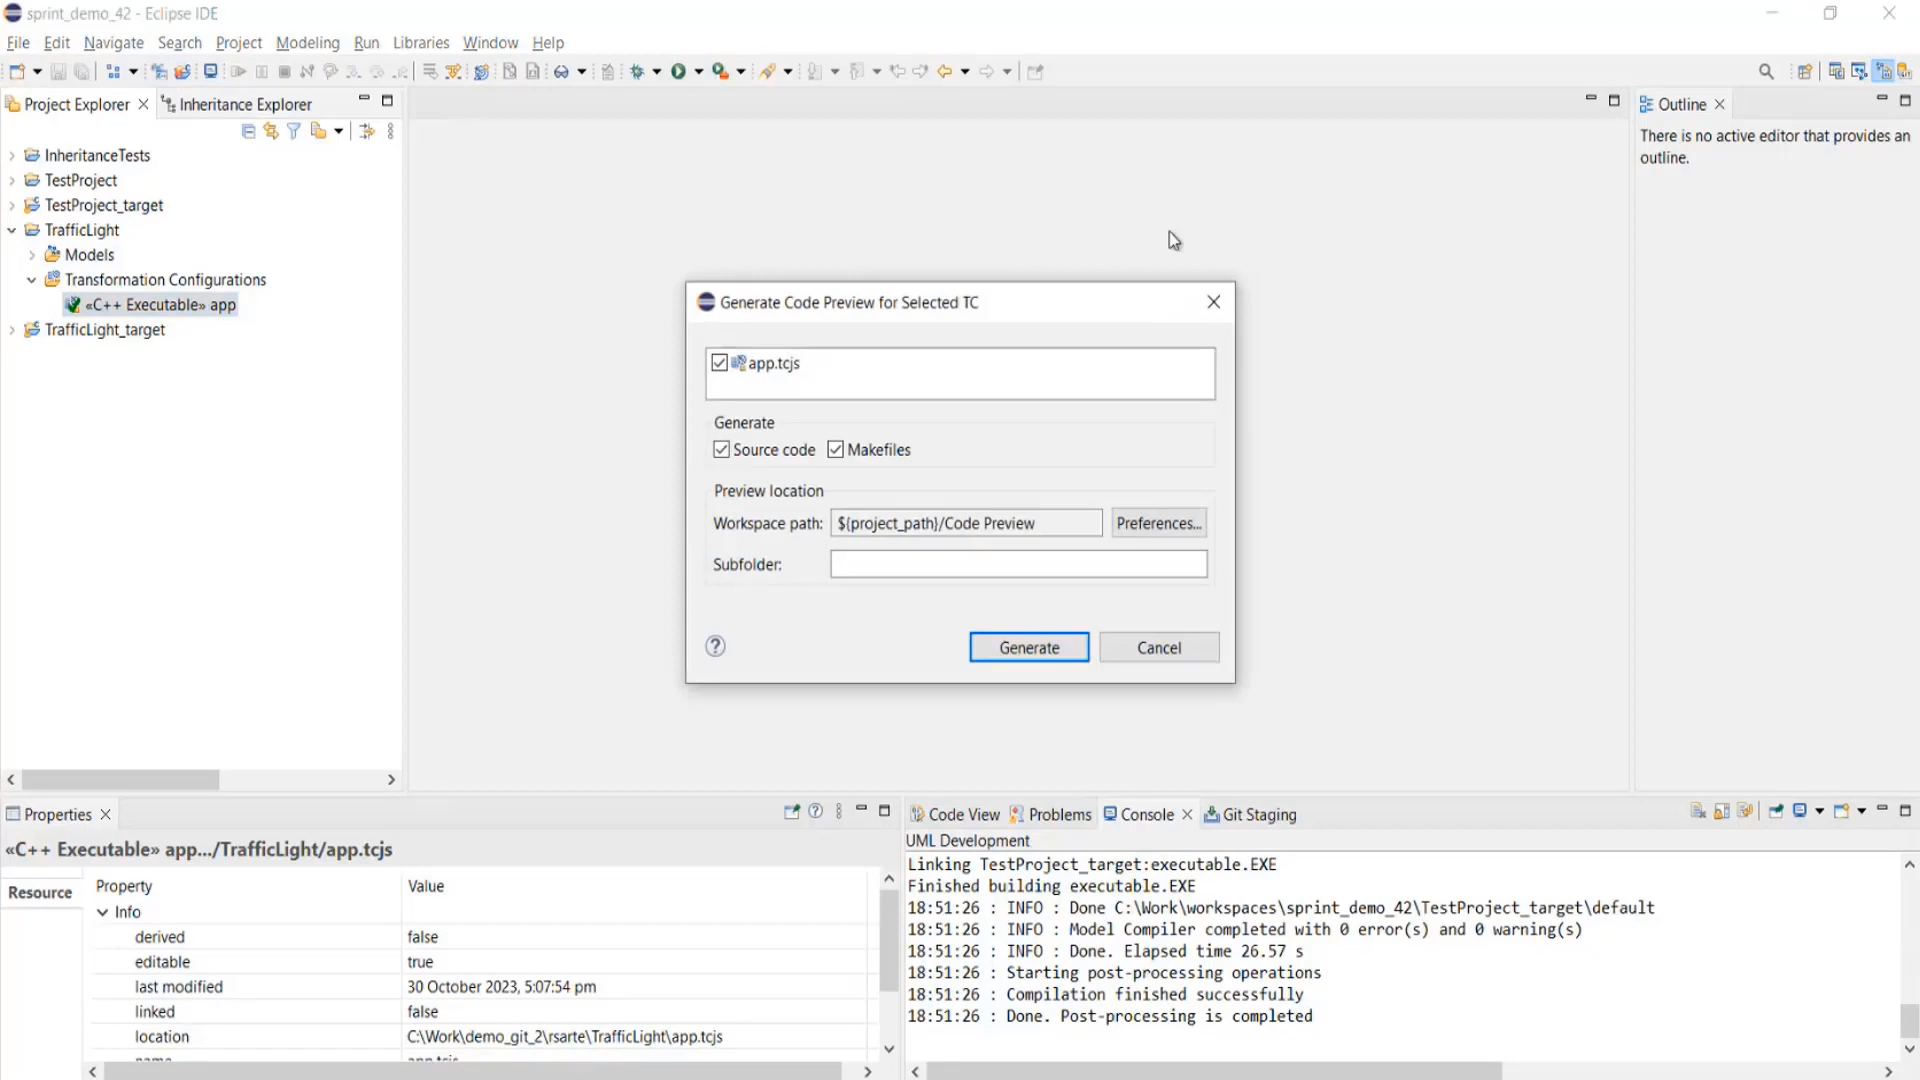 sprint_demo_42 - Eclipse IDE
File Edit Navigate Search Project Modeling Run Libraries Window Help
Project Explorer
Inheritance Explorer
InheritanceTests
TestProject
TestProject_target
TrafficLight
Models
Transformation Configurations
«C++ Executable» app
TrafficLight_target
Outline
There is no active editor that provides an
outline.
Generate Code Preview for Selected TC
app.tcjs
Generate
Source code Makefiles
Preview location
Workspace path: ${project_path}/Code Preview Preferences...
Subfolder:
? Generate Cancel
Properties
«C++ Executable» app.../TrafficLight/app.tcjs
Resource
Property Value
Info
derived false
editable true
last modified 30 October 2023, 5:07:54 pm
linked false
location C:\Work\demo_git_2\rsarte\TrafficLight\app.tcjs
Code View Problems Console Git Staging
UML Development
Linking TestProject_target:executable.EXE
Finished building executable.EXE
18:51:26 : INFO : Done C:\Work\workspaces\sprint_demo_42\TestProject_target\default
18:51:26 : INFO : Model Compiler completed with 0 error(s) and 0 warning(s)
18:51:26 : INFO : Done. Elapsed time 26.57 s
18:51:26 : Starting post-processing operations
18:51:26 : Compilation finished successfully
18:51:26 : Done. Post-processing is completed